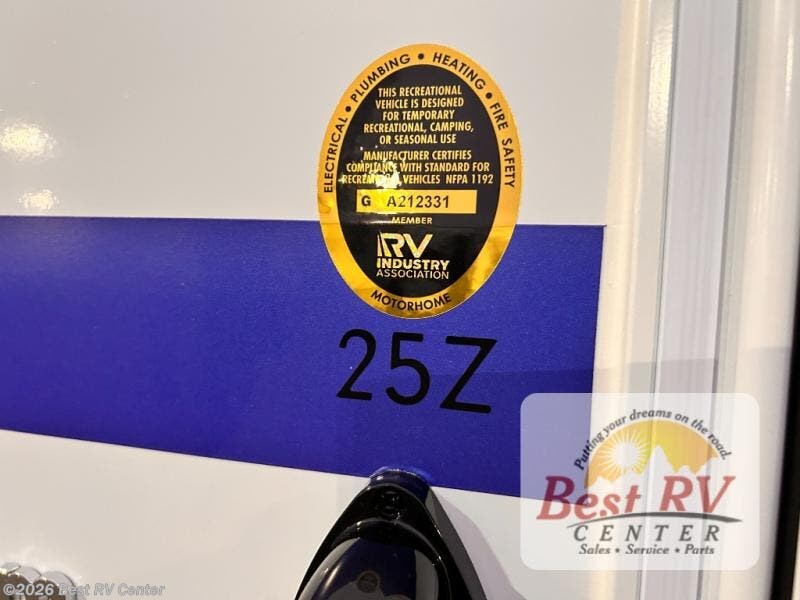 ELECTRICAL • PLUMBING • HEATING • FIRE SAFETY
THIS RECREATIONAL
VEHICLE IS DESIGNED
FOR TEMPORARY
RECREATIONAL, CAMPING,
OR SEASONAL USE
MANUFACTURER CERTIFIES
COMPLIANCE WITH STANDARD FOR
RECREATIONAL VEHICLES NFPA 1192
G A212331
MEMBER
RV
INDUSTRY
ASSOCIATION
MOTORHOME
25Z
Putting your dreams on the road.
Best RV
CENTER
Sales • Service • Parts
©2026 Best RV Center